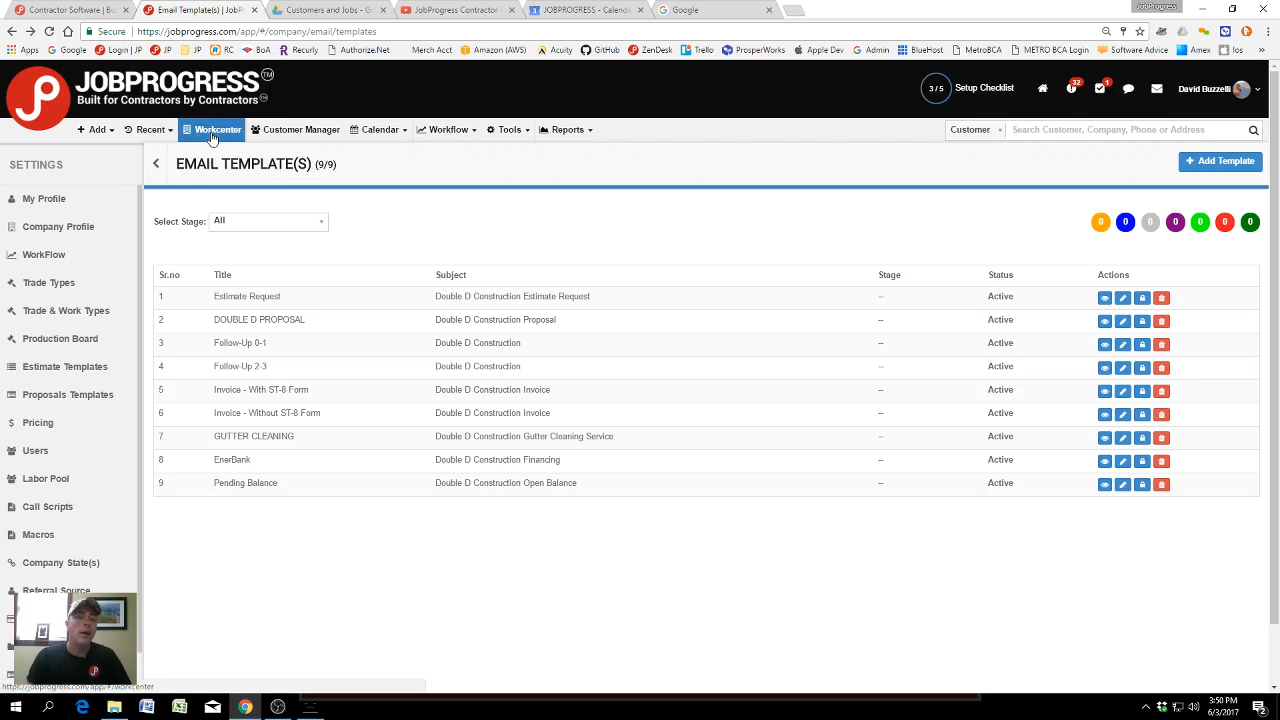 Contractor Software | Bu
Email Template(s) | JobP
Customers and Jobs - Go
JobProgress Contractor
JOBPROGRESS - Calenda
Google
JobProgress
Secure
https://jobprogress.com/app/#/company/email/templates
Apps
Google
Login | JP
JP
JP
RC
BoA
Recurly
Authorize.Net
Merch Acct
Amazon (AWS)
Acuity
GitHub
ZenDesk
Trello
ProsperWorks
Apple Dev
Admin
BlueHost
MetroBCA
METRO BCA Login
Software Advice
Amex
JOBPROGRESS TM
Built for Contractors by Contractors
3 / 5
Setup Checklist
32
1
David Buzzelli
Add
Recent
Workcenter
Customer Manager
Calendar
Workflow
Tools
Reports
Customer
Search Customer, Company, Phone or Address
SETTINGS
EMAIL TEMPLATE(S) (9/9)
+ Add Template
My Profile
Company Profile
WorkFlow
Trade Types
Trade & Work Types
Production Board
Estimate Templates
Proposals Templates
Pricing
Users
Labor Pool
Call Scripts
Macros
Company State(s)
Referral Source
Select Stage:
All
0 0 0 0 0 0 0
Sr.no Title Subject Stage Status Actions
1 Estimate Request Double D Construction Estimate Request -- Active
2 DOUBLE D PROPOSAL Double D Construction Proposal -- Active
3 Follow-Up 0-1 Double D Construction -- Active
4 Follow-Up 2-3 Double D Construction -- Active
5 Invoice - With ST-8 Form Double D Construction Invoice -- Active
6 Invoice - Without ST-8 Form Double D Construction Invoice -- Active
7 GUTTER CLEANING Double D Construction Gutter Cleaning Service -- Active
8 EnerBank Double D Construction Financing -- Active
9 Pending Balance Double D Construction Open Balance -- Active
https://jobprogress.com/app/#/workcenter
3:50 PM
6/3/2017